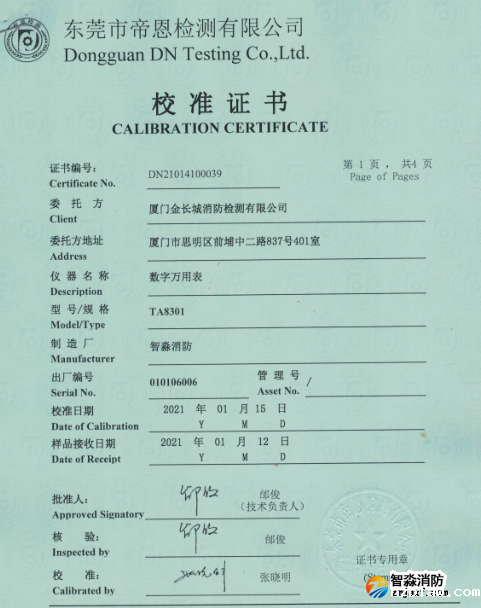 东莞市帝恩检测有限公司
Dongguan DN Testing Co.,Ltd.
校准证书
CALIBRATION CERTIFICATE
第 1 页 ， 共4 页
Page of Pages
证书编号： DN21014100039
Certificate No.
委 托 方 厦门金长城消防检测有限公司
Client
委托方地址 厦门市思明区前埔中二路837号401室
Address
仪 器 名 称 数字万用表
Description
型 号/规 格 TA8301
Model/Type
制 造 厂 智淼消防
Manufacturer
出厂编号 010106006 管 理 号 /
Serial No. Asset No.
校准日期 2021 年 01 月 15 日
Date of Calibration Y M D
样品接收日期 2021 年 01 月 12 日
Date of Receipt Y M D
批准人： 邰俊
Approved Signatory (技术负责人)
核 验： 邰俊
Inspected by
校 准： 张晓明
Calibrated by
证书专用章
智淼消防